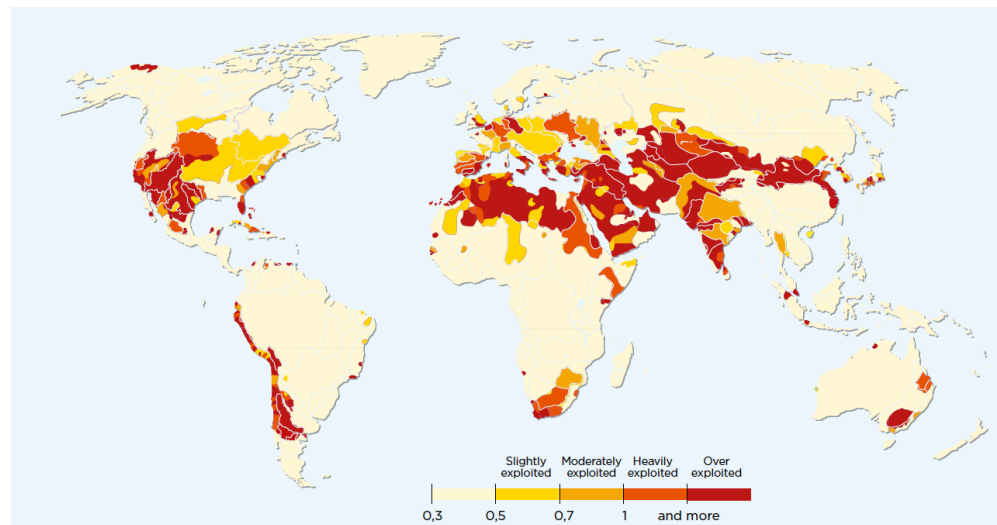 Slightly Moderately Heavily Over
exploited exploited exploited exploited
0,3 0,5 0,7 1 and more